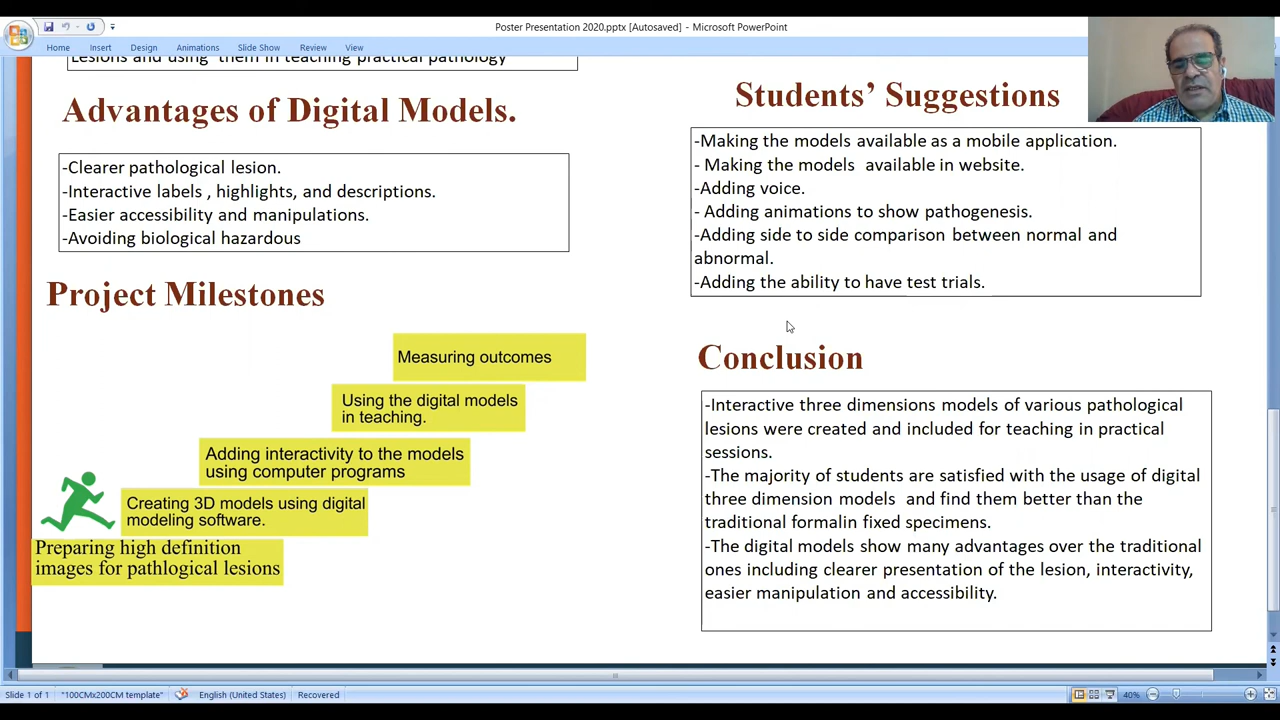 Poster Presentation 2020.pptx [Autosaved] - Microsoft PowerPoint
Home Insert Design Animations Slide Show Review View
Lesions and using them in teaching practical pathology
Advantages of Digital Models.
-Clearer pathological lesion.
-Interactive labels , highlights, and descriptions.
-Easier accessibility and manipulations.
-Avoiding biological hazardous
Project Milestones
Measuring outcomes
Using the digital models
in teaching.
Adding interactivity to the models
using computer programs
Creating 3D models using digital
modeling software.
Preparing high definition
images for pathlogical lesions
Students’ Suggestions
-Making the models available as a mobile application.
- Making the models available in website.
-Adding voice.
- Adding animations to show pathogenesis.
-Adding side to side comparison between normal and
abnormal.
-Adding the ability to have test trials.
Conclusion
-Interactive three dimensions models of various pathological
lesions were created and included for teaching in practical
sessions.
-The majority of students are satisfied with the usage of digital
three dimension models and find them better than the
traditional formalin fixed specimens.
-The digital models show many advantages over the traditional
ones including clearer presentation of the lesion, interactivity,
easier manipulation and accessibility.
Slide 1 of 1 "100CMx200CM template" English (United States) Recovered 40%